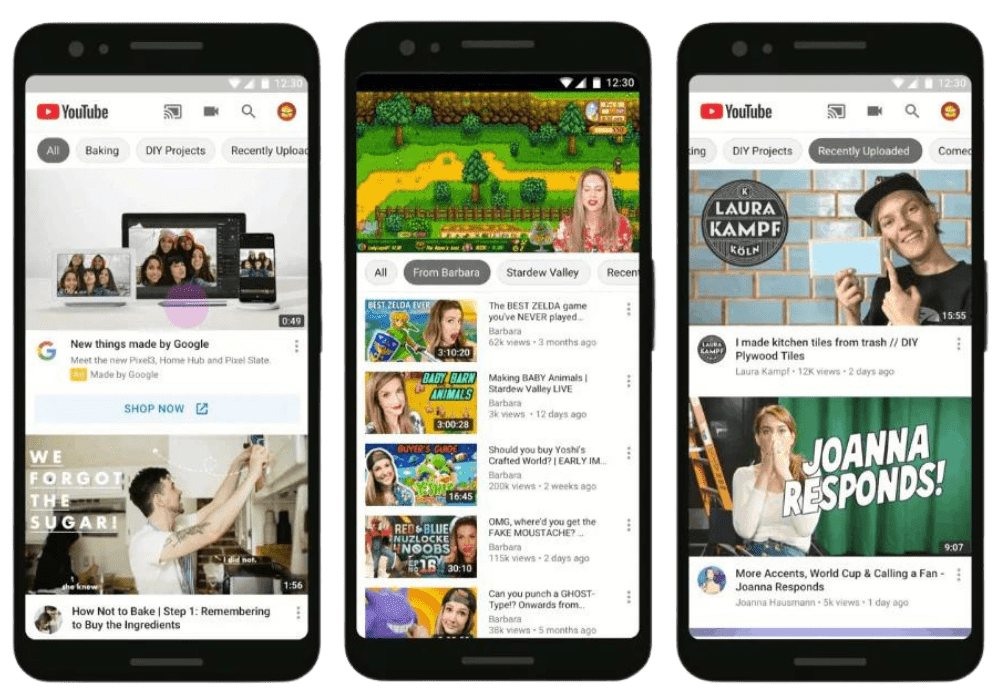 12:30
YouTube
All
Baking
DIY Projects
Recently Upload
0:49
New things made by Google
Meet the new Pixel3, Home Hub and Pixel Slate.
Ad Made by Google
SHOP NOW
WE
FORGOT
THE
SUGAR!
I did not.
she knew
1:56
How Not to Bake | Step 1: Remembering
to Buy the Ingredients
12:30
All
From Barbara
Stardew Valley
Recent
BEST ZELDA EVER
3:10:20
The BEST ZELDA game
you've NEVER played...
Barbara
62k views • 3 months ago
BABY BARN
ANIMALS
3:00:28
Making BABY Animals |
Stardew Valley LIVE
Barbara
3k views • 12 days ago
BUYER'S GUIDE
YOSHI'S
16:45
Should you buy Yoshi's
Crafted World? | EARLY IM...
Barbara
200k views • 2 weeks ago
RED & BLUE
NUZLOCKE
NOOBS
EP
16
30:10
OMG, where'd you get the
FAKE MOUSTACHE? ...
Barbara
115k views • 2 days ago
Can you punch a GHOST-
Type!? Onwards from...
Barbara
38k views • 5 months ago
12:30
YouTube
king
DIY Projects
Recently Uploaded
Comed
K
LAURA
KAMPF
KÖLN
15:55
LAURA
KAMPF
I made kitchen tiles from trash // DIY
Plywood Tiles
Laura Kampf • 12K views • 2 days ago
JOANNA
RESPONDS!
9:07
More Accents, World Cup & Calling a Fan -
Joanna Responds
Joanna Hausmann • 5k views • 1 day ago